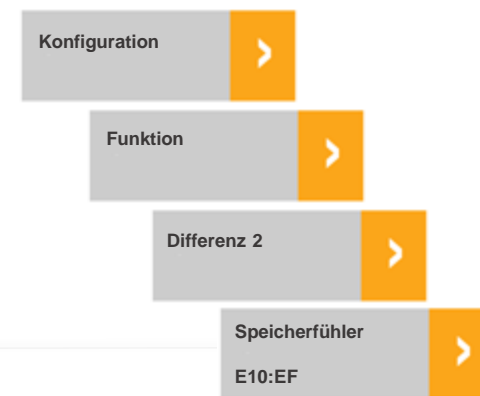 Konfiguration
Funktion
Differenz 2
Speicherfühler
E10:EF